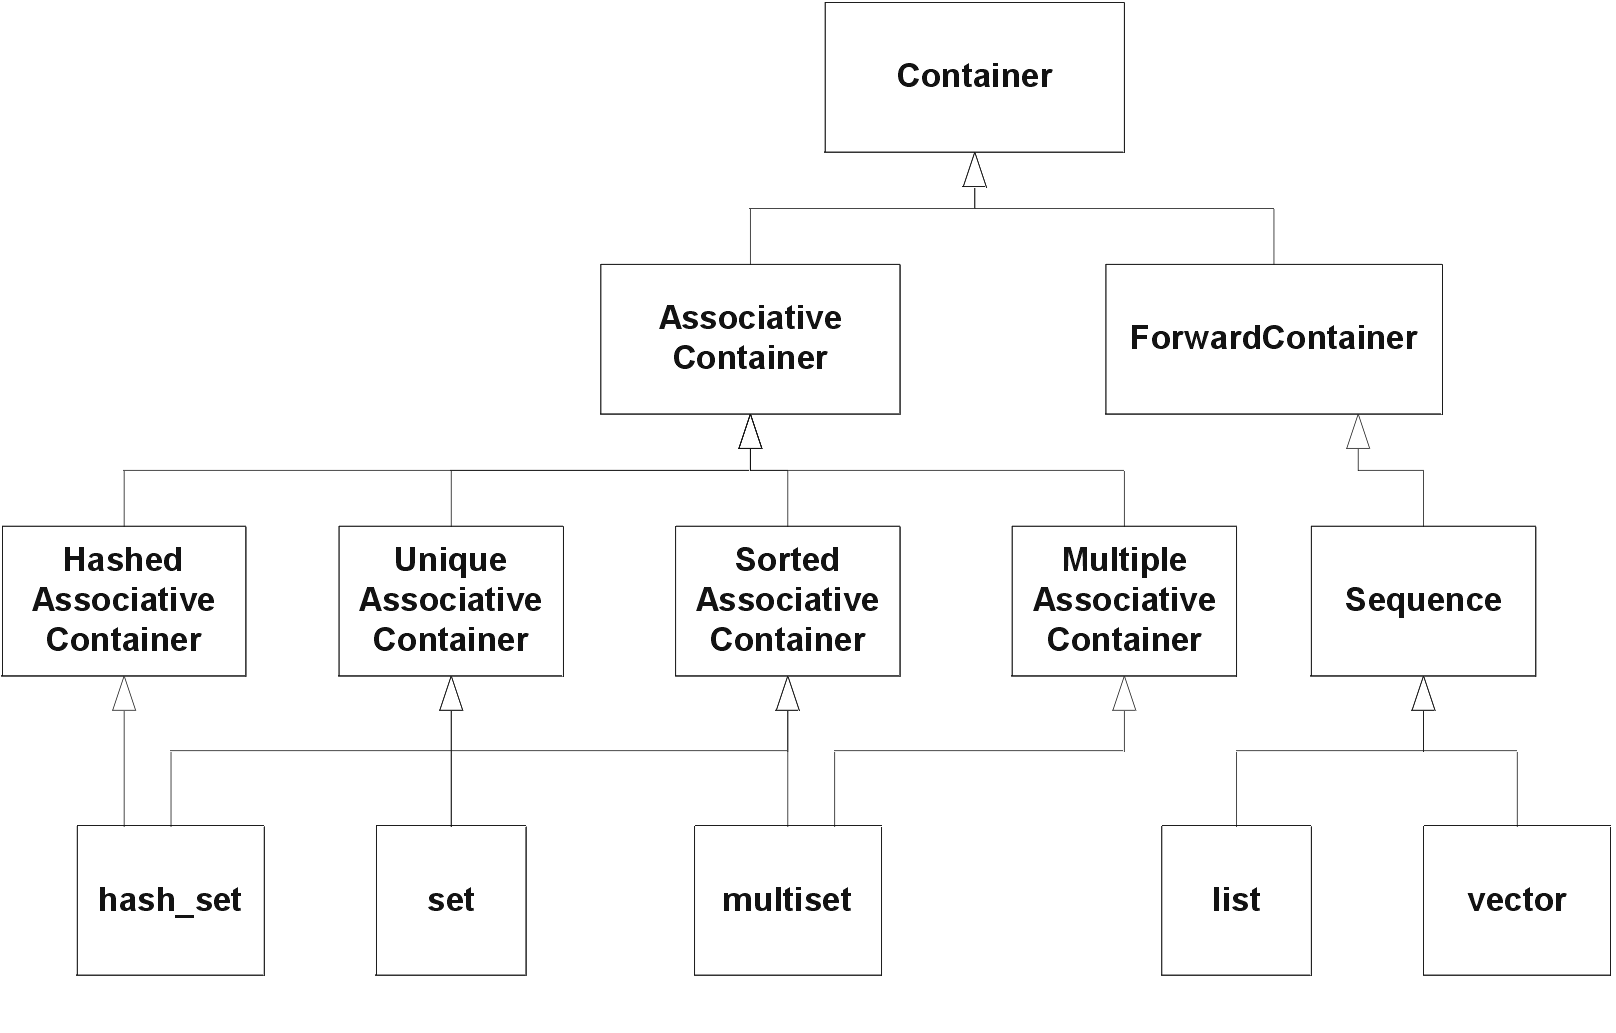 Container
Associative
Container
ForwardContainer
Hashed
Associative
Container
Unique
Associative
Container
Sorted
Associative
Container
Multiple
Associative
Container
Sequence
hash_set
set
multiset
list
vector